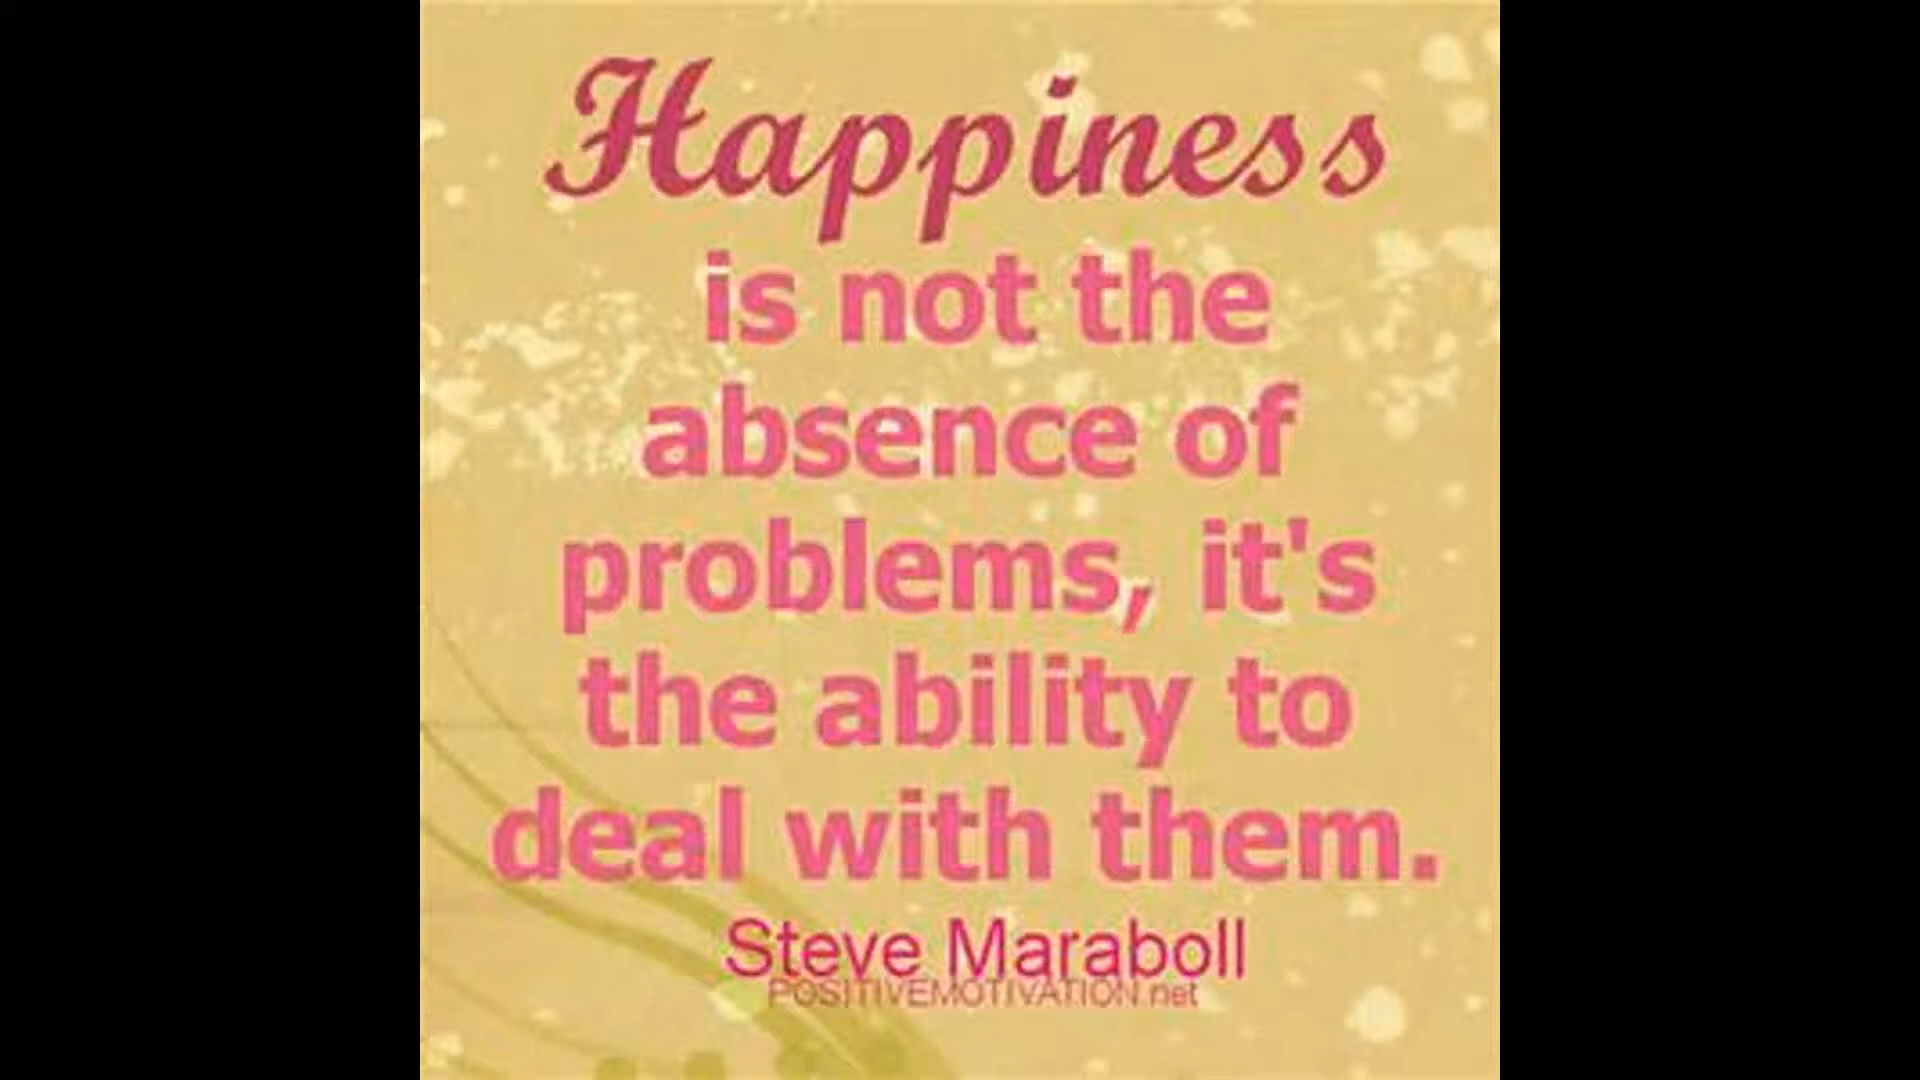 Happiness
is not the
absence of
problems, it's
the ability to
deal with them.
Steve Maraboll
POSITIVEMOTIVATION.net